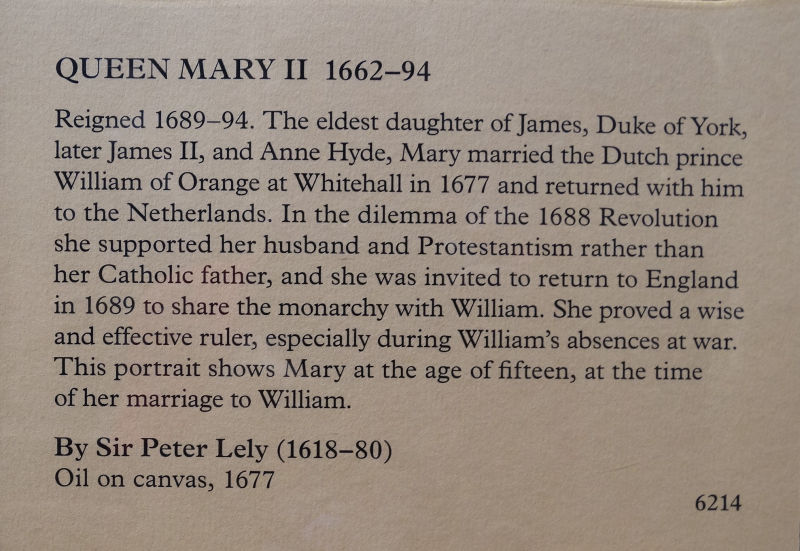 QUEEN MARY II 1662–94
Reigned 1689–94. The eldest daughter of James, Duke of York,
later James II, and Anne Hyde, Mary married the Dutch prince
William of Orange at Whitehall in 1677 and returned with him
to the Netherlands. In the dilemma of the 1688 Revolution
she supported her husband and Protestantism rather than
her Catholic father, and she was invited to return to England
in 1689 to share the monarchy with William. She proved a wise
and effective ruler, especially during William’s absences at war.
This portrait shows Mary at the age of fifteen, at the time
of her marriage to William.
By Sir Peter Lely (1618–80)
Oil on canvas, 1677
6214